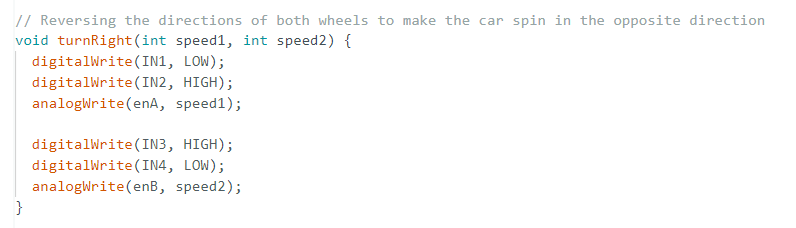 // Reversing the directions of both wheels to make the car spin in the opposite direction
void turnRight(int speed1, int speed2) {
  digitalWrite(IN1, LOW);
  digitalWrite(IN2, HIGH);
  analogWrite(enA, speed1);

  digitalWrite(IN3, HIGH);
  digitalWrite(IN4, LOW);
  analogWrite(enB, speed2);
}